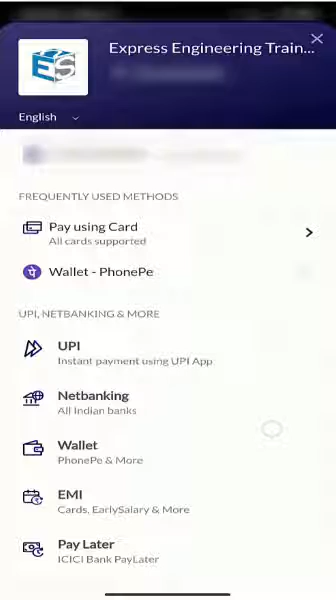 ES
Express Engineering Train...
English
FREQUENTLY USED METHODS
Pay using Card
All cards supported
Wallet - PhonePe
UPI, NETBANKING & MORE
UPI
Instant payment using UPI App
Netbanking
All Indian banks
Wallet
PhonePe & More
EMI
Cards, EarlySalary & More
Pay Later
ICICI Bank PayLater